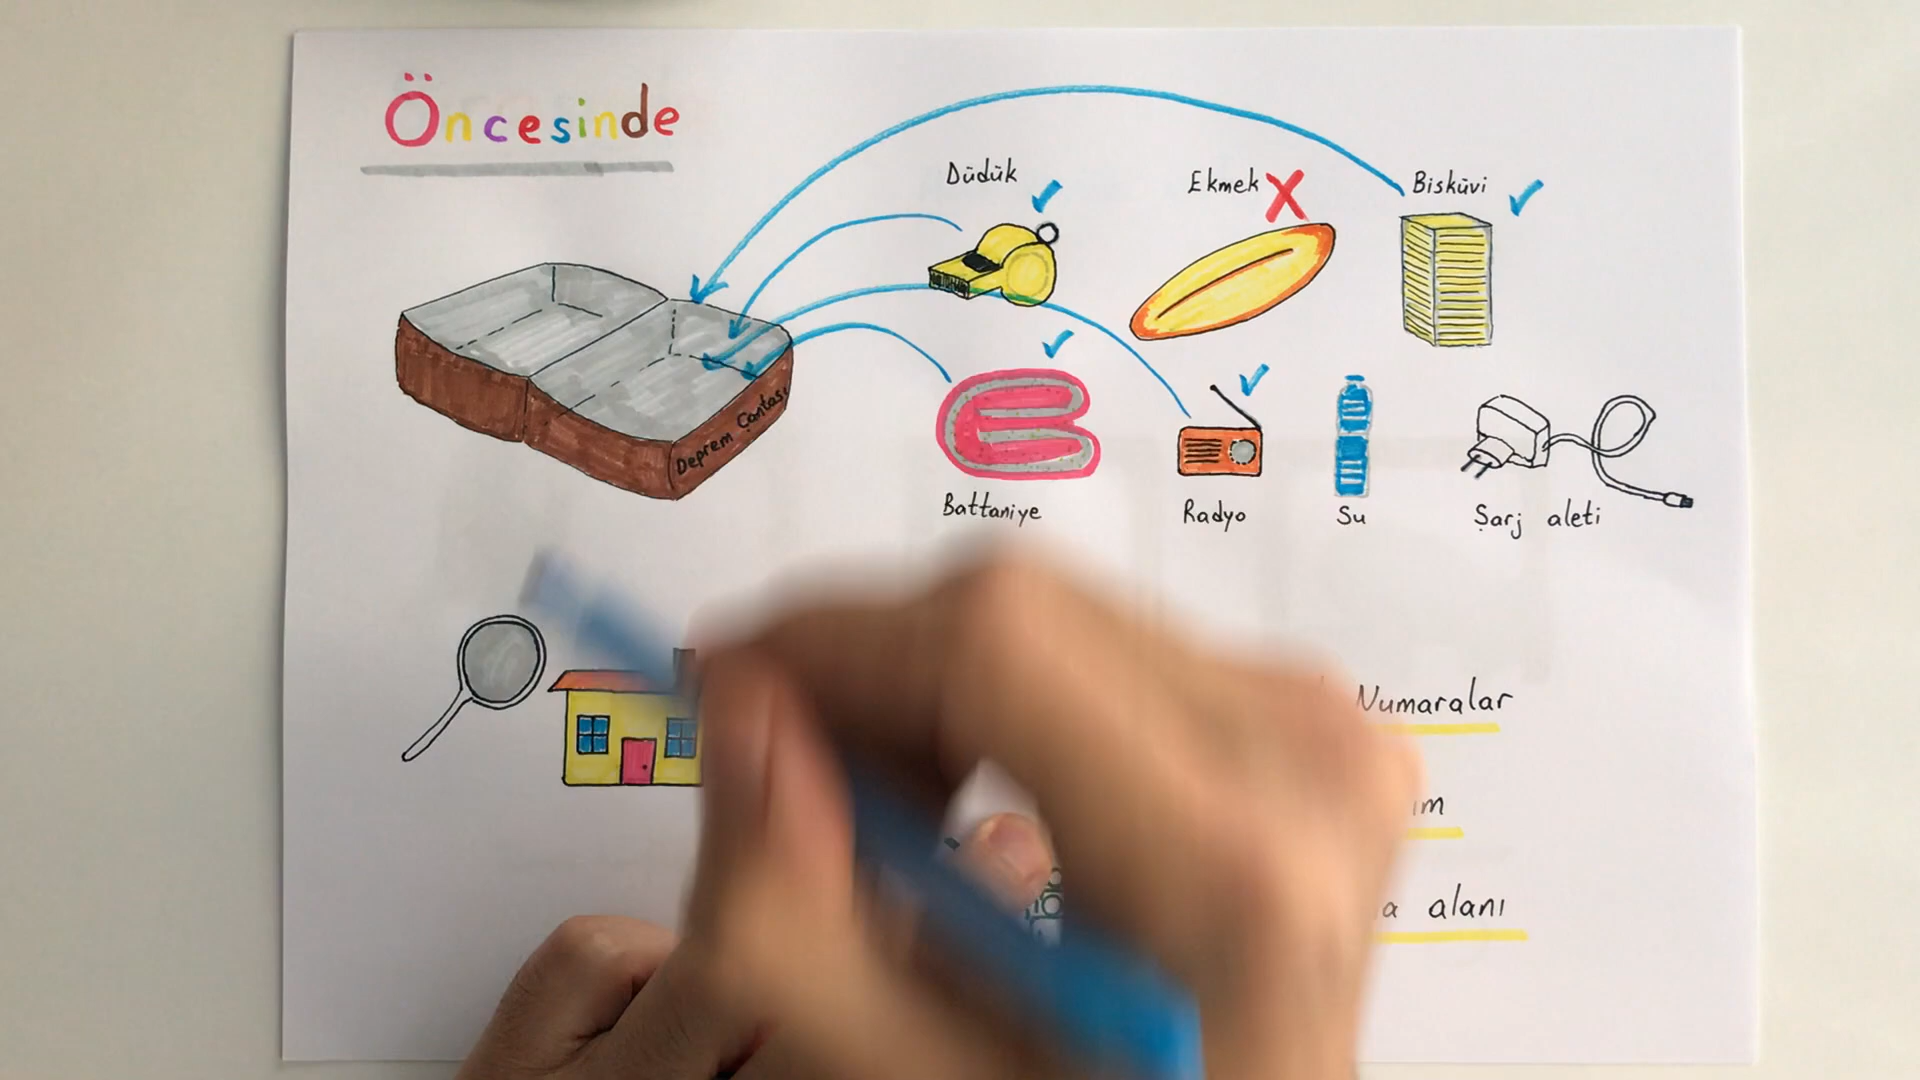 Öncesinde
Düdük
Ekmek
Bisküvi
Deprem Çantası
Battaniye
Radyo
Su
Şarj aleti
Numaralar
alanı